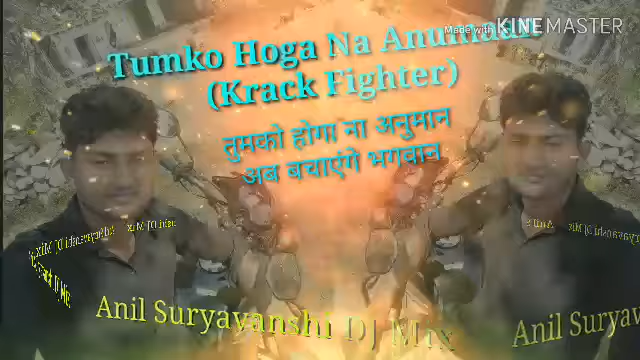 Made with KINEMASTER
Tumko Hoga Na
(Krack Fighter)
तुमको होगा ना अनुमान
अब बचाएंगे भगवान
Anil Suryavanshi Dj Mix
Anil Suryav